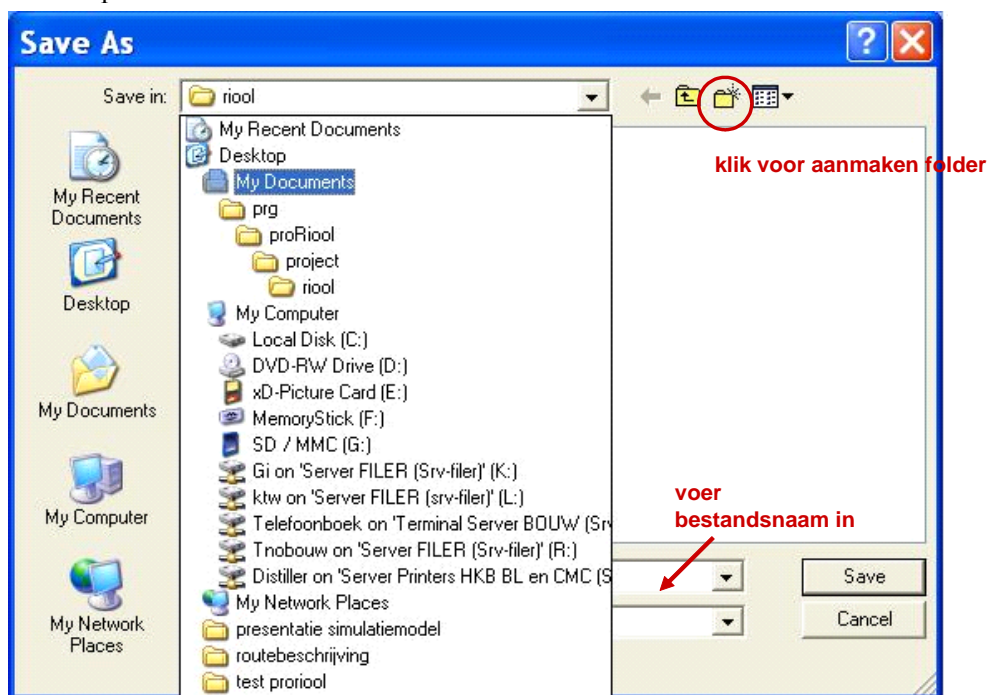 Save As
Save in:
riool
My Recent Documents
Desktop
My Documents
prg
proRiool
project
riool
My Computer
Local Disk (C:)
DVD-RW Drive (D:)
xD-Picture Card (E:)
MemoryStick (F:)
SD / MMC (G:)
Gi on 'Server FILER (Srv-filer)' (K:)
ktw on 'Server FILER (srv-filer)' (L:)
Telefoonboek on 'Terminal Server BOUW (Srv
Tnobouw on 'Server FILER (Srv-filer)' (R:)
Distiller on 'Server Printers HKB BL en CMC (S
My Network Places
presentatie simulatiemodel
routebeschrijving
test proriool
My Recent
Documents
Desktop
My Documents
My Computer
My Network
Places
klik voor aanmaken folder
voer
bestandsnaam in
Save
Cancel